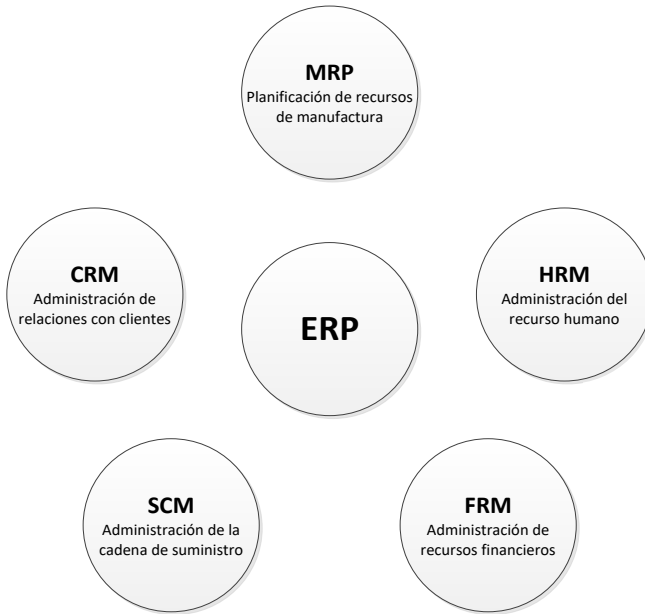 MRP
Planificación de recursos
de manufactura
CRM
Administración de
relaciones con clientes
HRM
Administración del
recurso humano
ERP
SCM
Administración de la
cadena de suministro
FRM
Administración de
recursos financieros